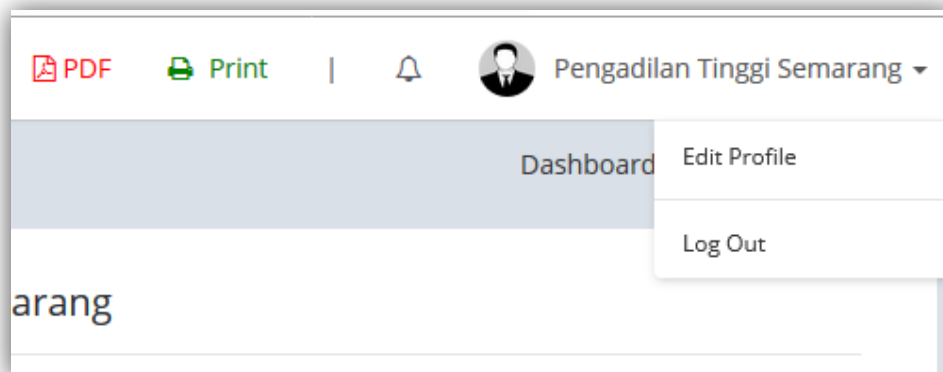 PDF Print | Pengadilan Tinggi Semarang
Dashboard
Edit Profile
Log Out
arang